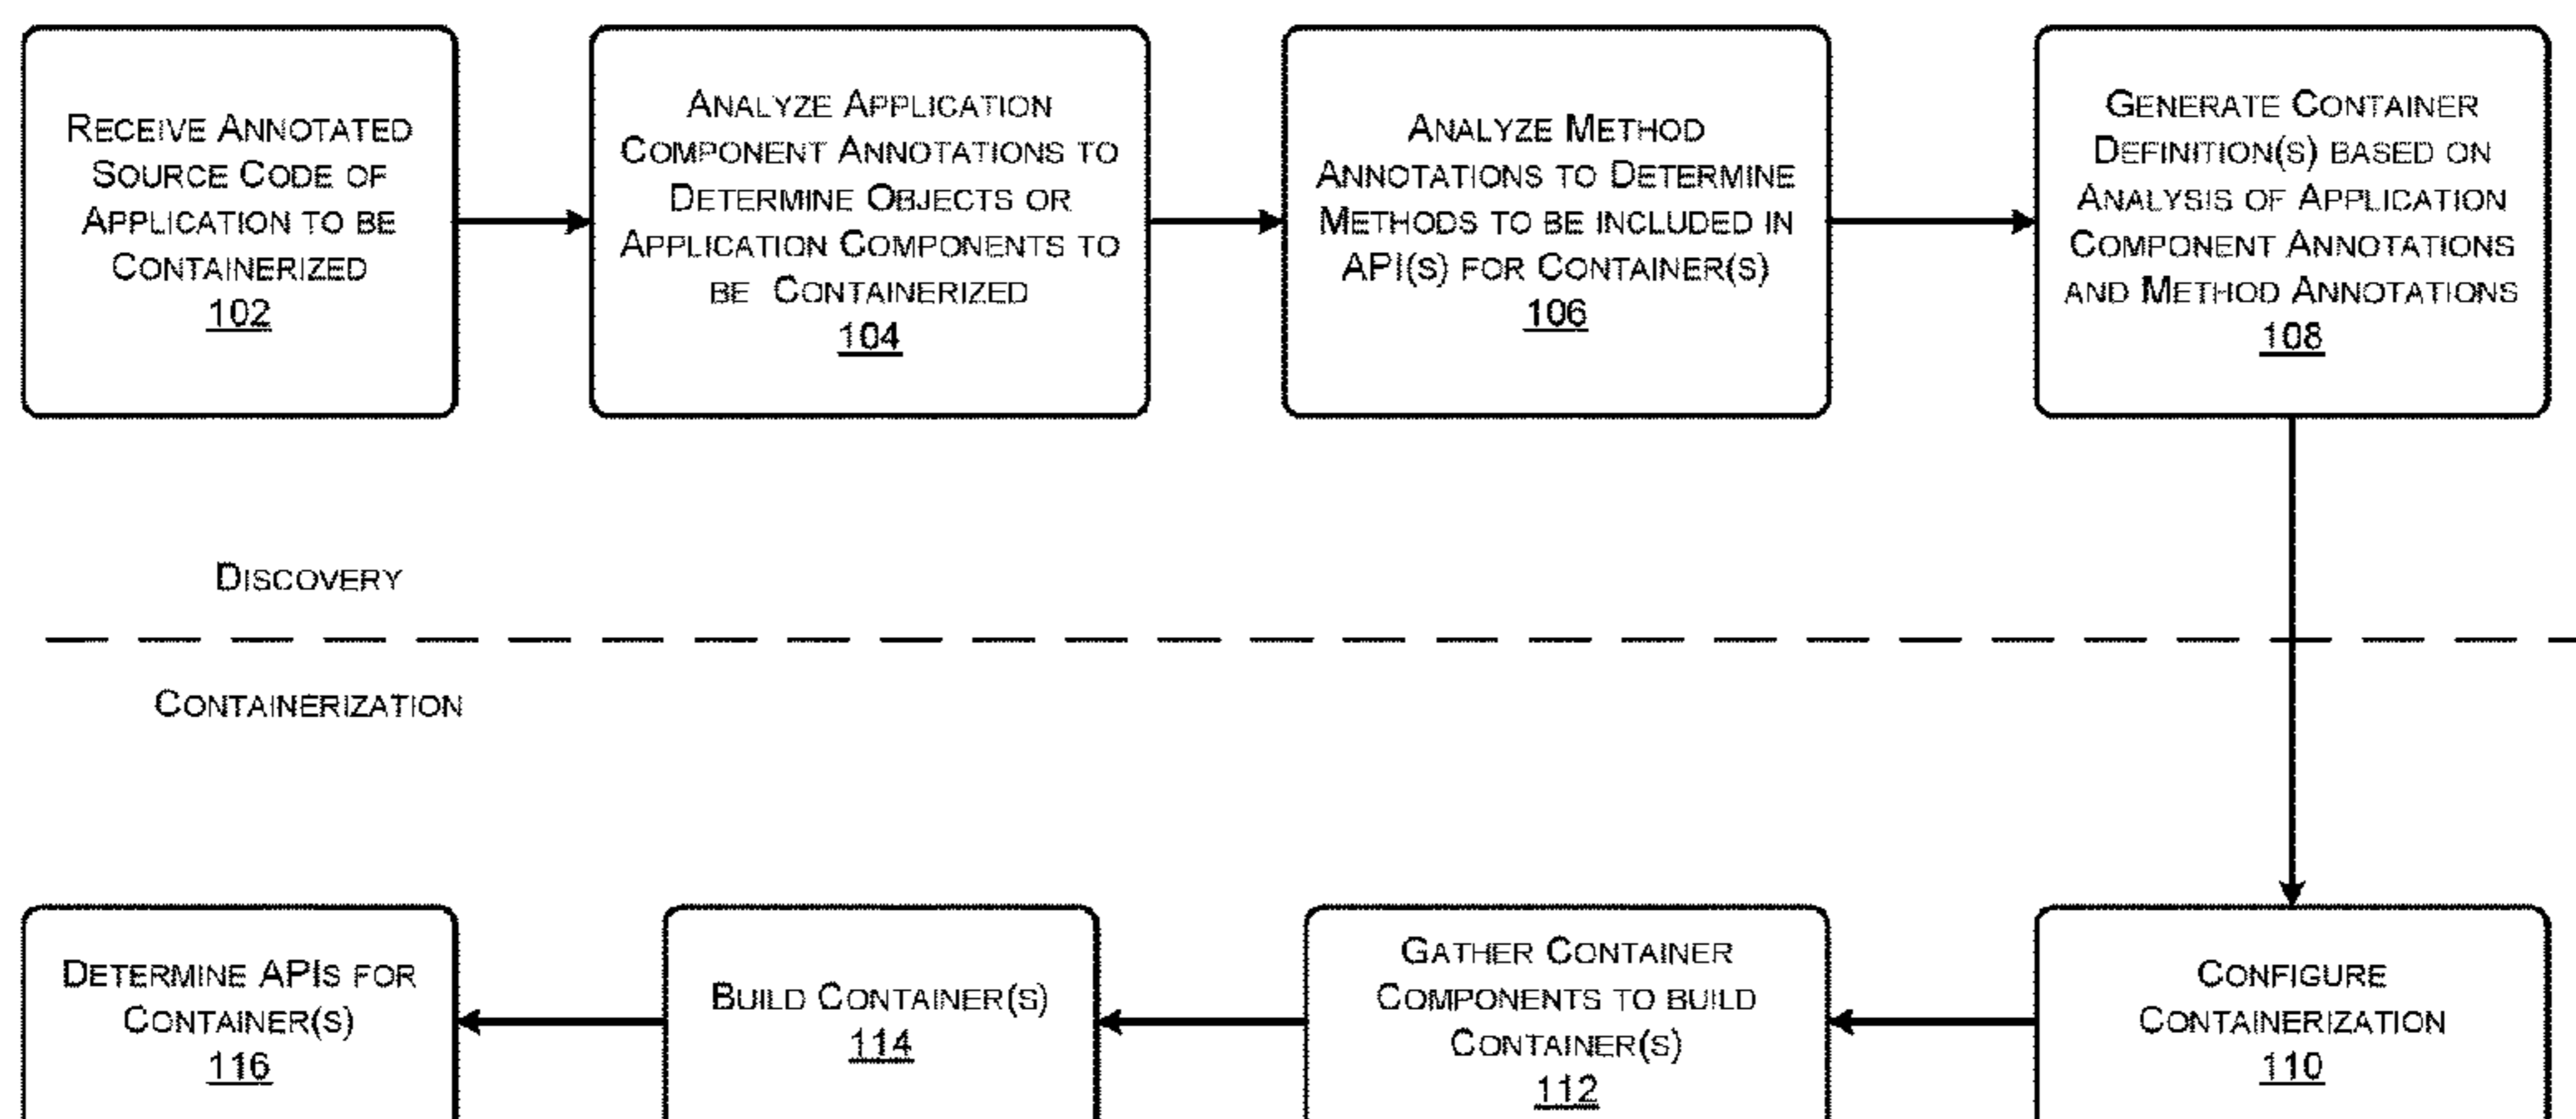 RECEIVE ANNOTATED
SOURCE CODE OF
APPLICATION TO BE
CONTAINERIZED
102
ANALYZE APPLICATION
COMPONENT ANNOTATIONS TO
DETERMINE OBJECTS OR
APPLICATION COMPONENTS TO
BE CONTAINERIZED
104
ANALYZE METHOD
ANNOTATIONS TO DETERMINE
METHODS TO BE INCLUDED IN
API(S) FOR CONTAINER(S)
106
GENERATE CONTAINER
DEFINITION(S) BASED ON
ANALYSIS OF APPLICATION
COMPONENT ANNOTATIONS
AND METHOD ANNOTATIONS
108
DISCOVERY
CONTAINERIZATION
DETERMINE APIS FOR
CONTAINER(S)
116
BUILD CONTAINER(S)
114
GATHER CONTAINER
COMPONENTS TO BUILD
CONTAINER(S)
112
CONFIGURE
CONTAINERIZATION
110